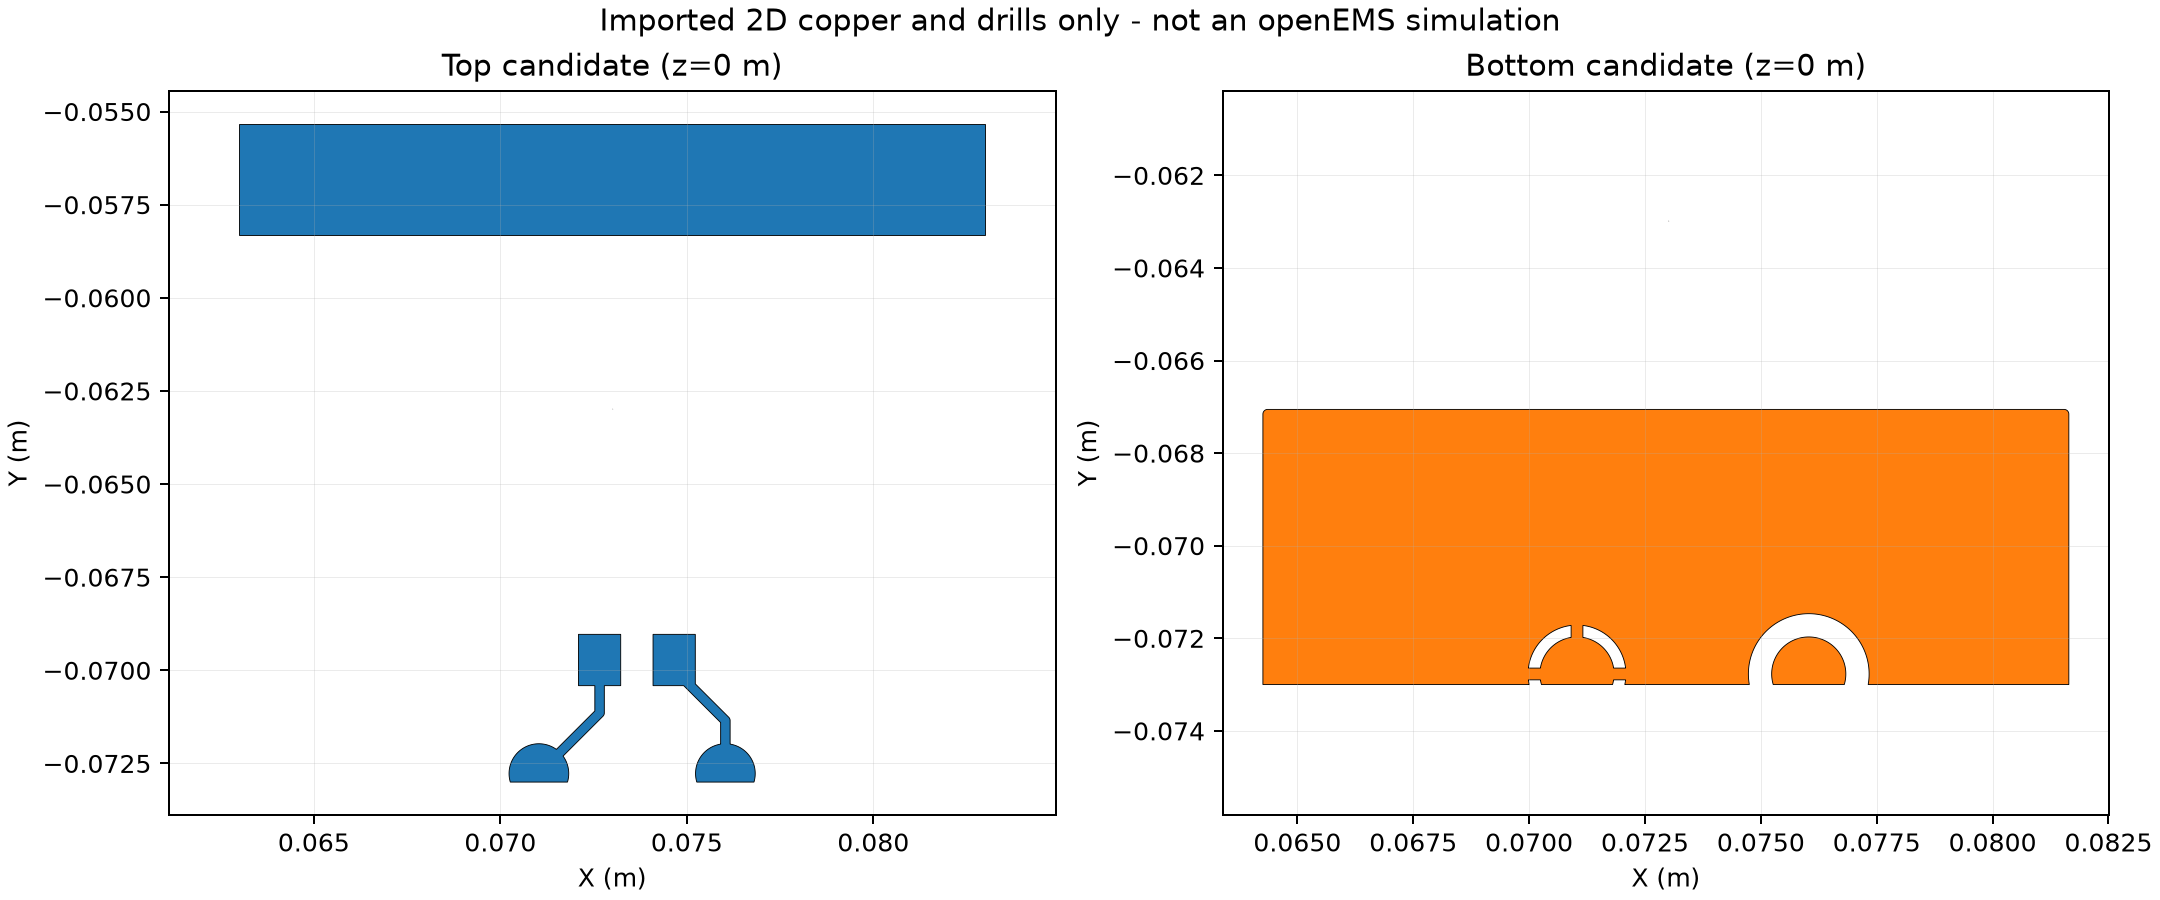 Imported 2D copper and drills only - not an openEMS simulation
Top candidate (z=0 m)
−0.0550
−0.0575
−0.0600
−0.0625
−0.0650
−0.0675
−0.0700
−0.0725
Y (m)
0.065 0.070 0.075 0.080
X (m)
Bottom candidate (z=0 m)
−0.062
−0.064
−0.066
−0.068
−0.070
−0.072
−0.074
Y (m)
0.0650 0.0675 0.0700 0.0725 0.0750 0.0775 0.0800 0.0825
X (m)